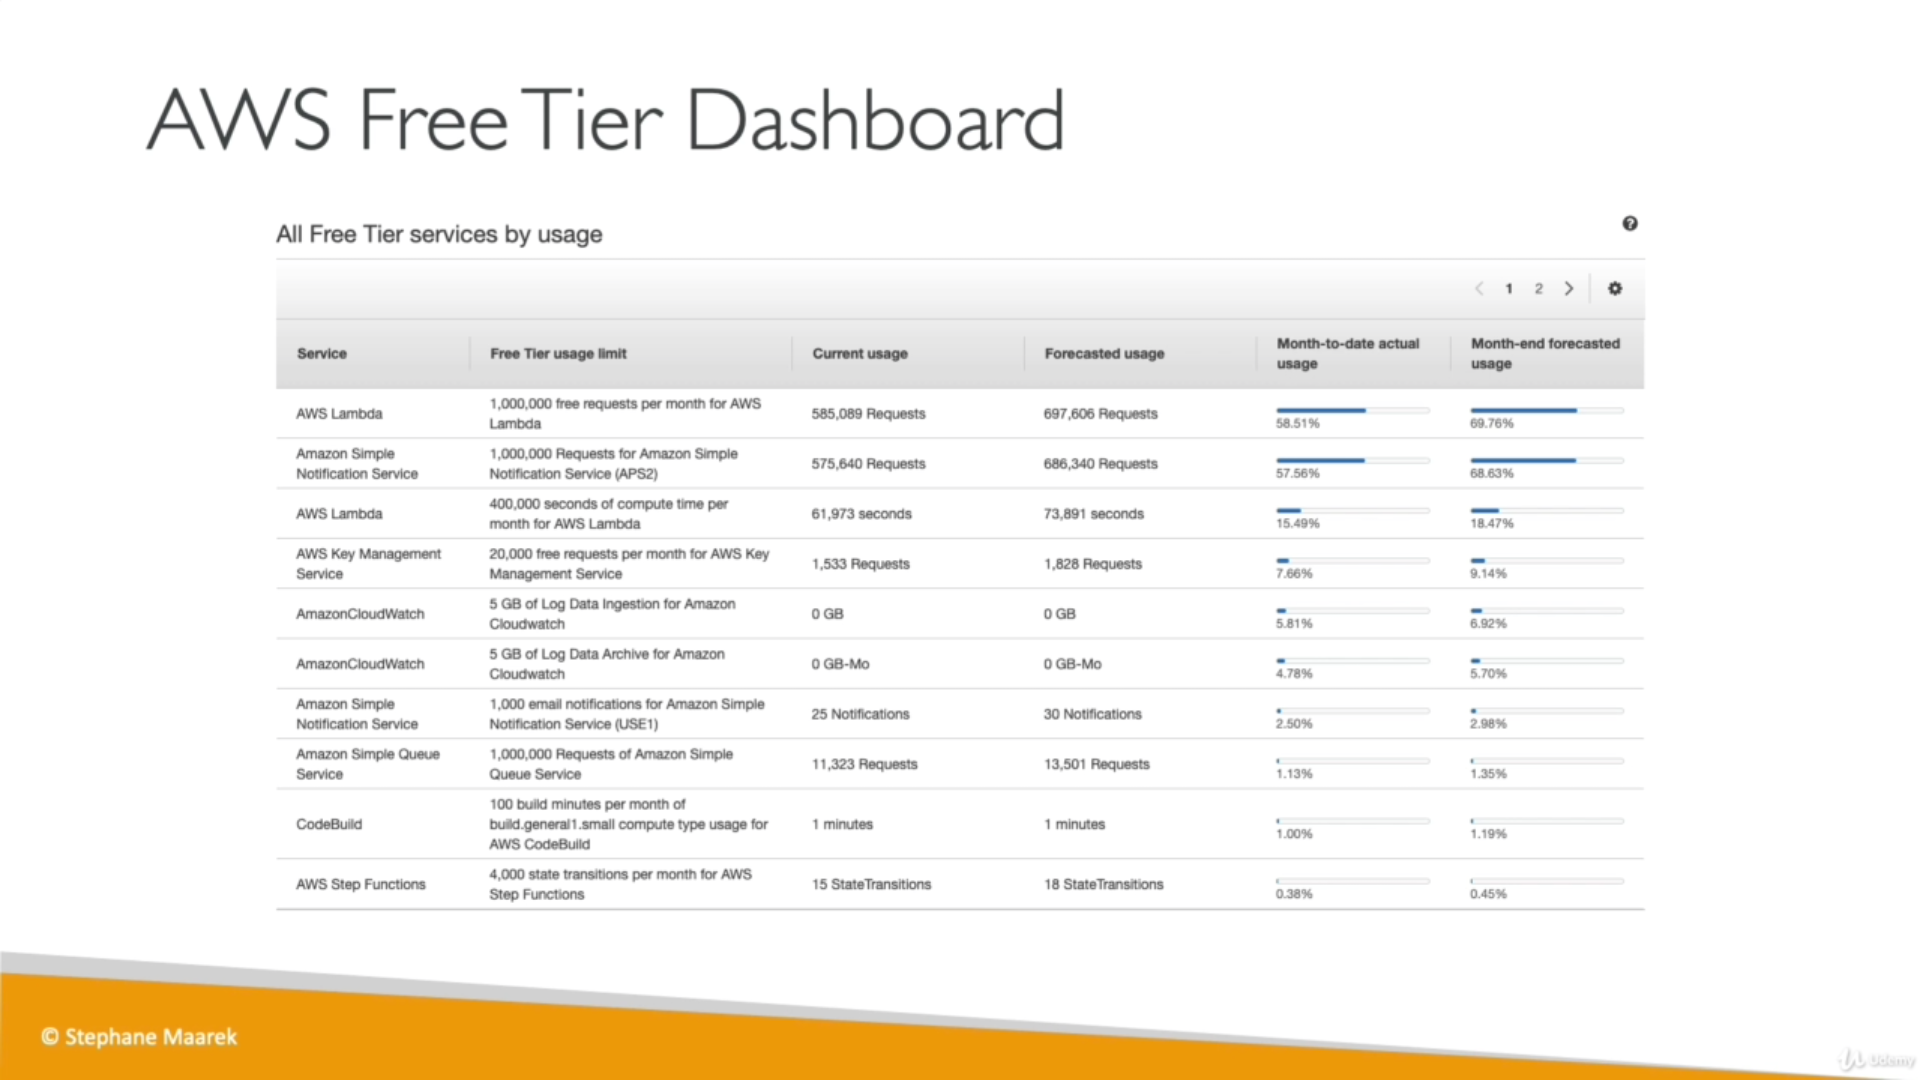 AWS Free Tier Dashboard
All Free Tier services by usage
1 2
Service Free Tier usage limit Current usage Forecasted usage Month-to-date actual usage Month-end forecasted usage
AWS Lambda 1,000,000 free requests per month for AWS Lambda 585,089 Requests 697,606 Requests 58.51% 69.76%
Amazon Simple Notification Service 1,000,000 Requests for Amazon Simple Notification Service (APS2) 575,640 Requests 686,340 Requests 57.56% 68.63%
AWS Lambda 400,000 seconds of compute time per month for AWS Lambda 61,973 seconds 73,891 seconds 15.49% 18.47%
AWS Key Management Service 20,000 free requests per month for AWS Key Management Service 1,533 Requests 1,828 Requests 7.66% 9.14%
AmazonCloudWatch 5 GB of Log Data Ingestion for Amazon Cloudwatch 0 GB 0 GB 5.81% 6.92%
AmazonCloudWatch 5 GB of Log Data Archive for Amazon Cloudwatch 0 GB-Mo 0 GB-Mo 4.78% 5.70%
Amazon Simple Notification Service 1,000 email notifications for Amazon Simple Notification Service (USE1) 25 Notifications 30 Notifications 2.50% 2.98%
Amazon Simple Queue Service 1,000,000 Requests of Amazon Simple Queue Service 11,323 Requests 13,501 Requests 1.13% 1.35%
CodeBuild 100 build minutes per month of build.general1.small compute type usage for AWS CodeBuild 1 minutes 1 minutes 1.00% 1.19%
AWS Step Functions 4,000 state transitions per month for AWS Step Functions 15 StateTransitions 18 StateTransitions 0.38% 0.45%
© Stephane Maarek
Udemy